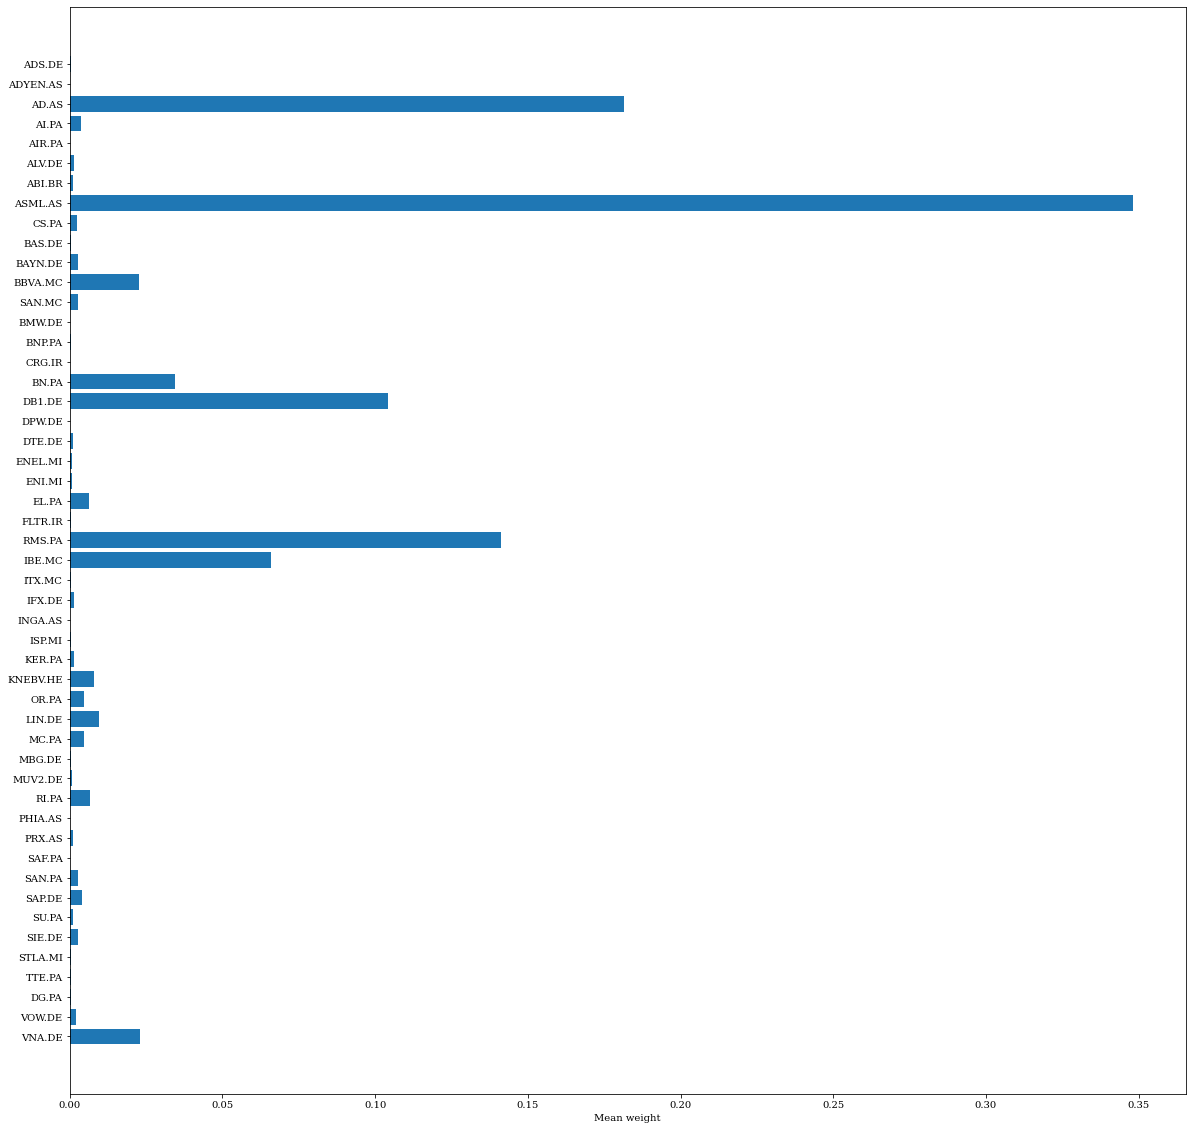 ADS.DE
ADYEN.AS
AD.AS
AI.PA
AIR.PA
ALV.DE
ABI.BR
ASML.AS
CS.PA
BAS.DE
BAYN.DE
BBVA.MC
SAN.MC
BMW.DE
BNP.PA
CRG.IR
BN.PA
DB1.DE
DPW.DE
DTE.DE
ENEL.MI
ENI.MI
EL.PA
FLTR.IR
RMS.PA
IBE.MC
ITX.MC
IFX.DE
INGA.AS
ISP.MI
KER.PA
KNEBV.HE
OR.PA
LIN.DE
MC.PA
MBG.DE
MUV2.DE
RI.PA
PHIA.AS
PRX.AS
SAF.PA
SAN.PA
SAP.DE
SU.PA
SIE.DE
STLA.MI
TTE.PA
DG.PA
VOW.DE
VNA.DE
0.00 0.05 0.10 0.15 0.20 0.25 0.30 0.35
Mean weight